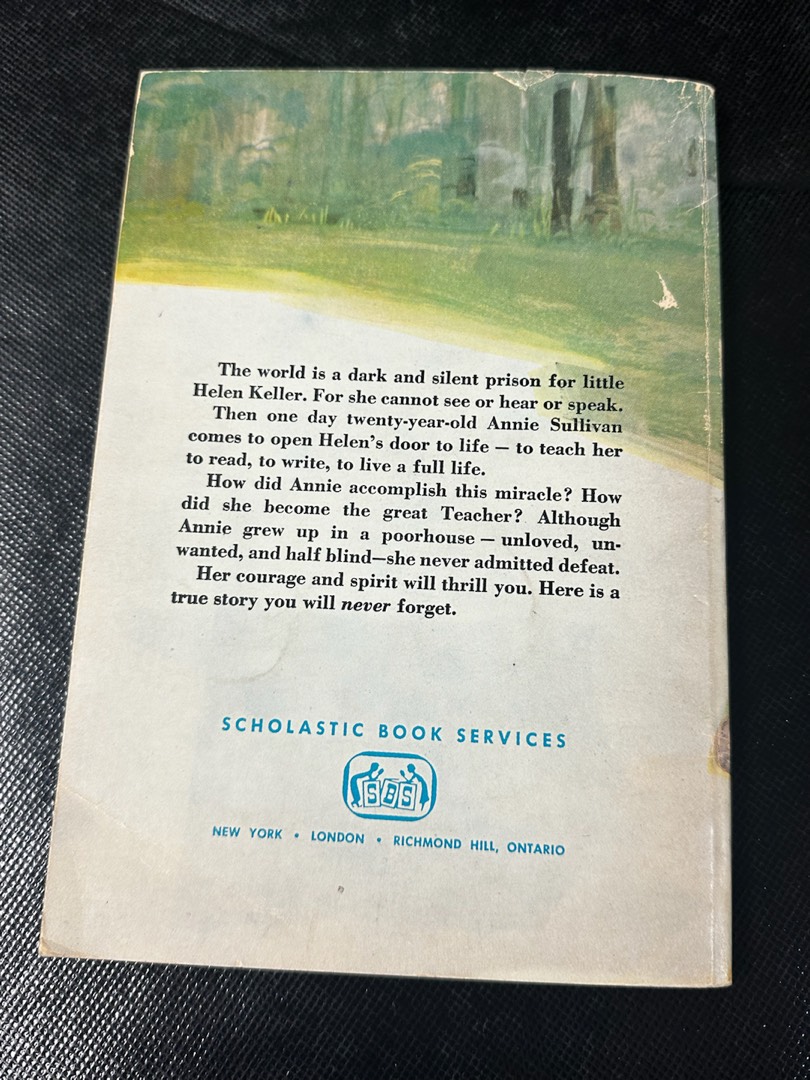 The world is a dark and silent prison for little
Helen Keller. For she cannot see or hear or speak.
Then one day twenty-year-old Annie Sullivan
comes to open Helen's door to life — to teach her
to read, to write, to live a full life.
How did Annie accomplish this miracle? How
did she become the great Teacher? Although
Annie grew up in a poorhouse — unloved, un-
wanted, and half blind—she never admitted defeat.
Her courage and spirit will thrill you. Here is a
true story you will never forget.
SCHOLASTIC BOOK SERVICES
SBS
NEW YORK • LONDON • RICHMOND HILL, ONTARIO